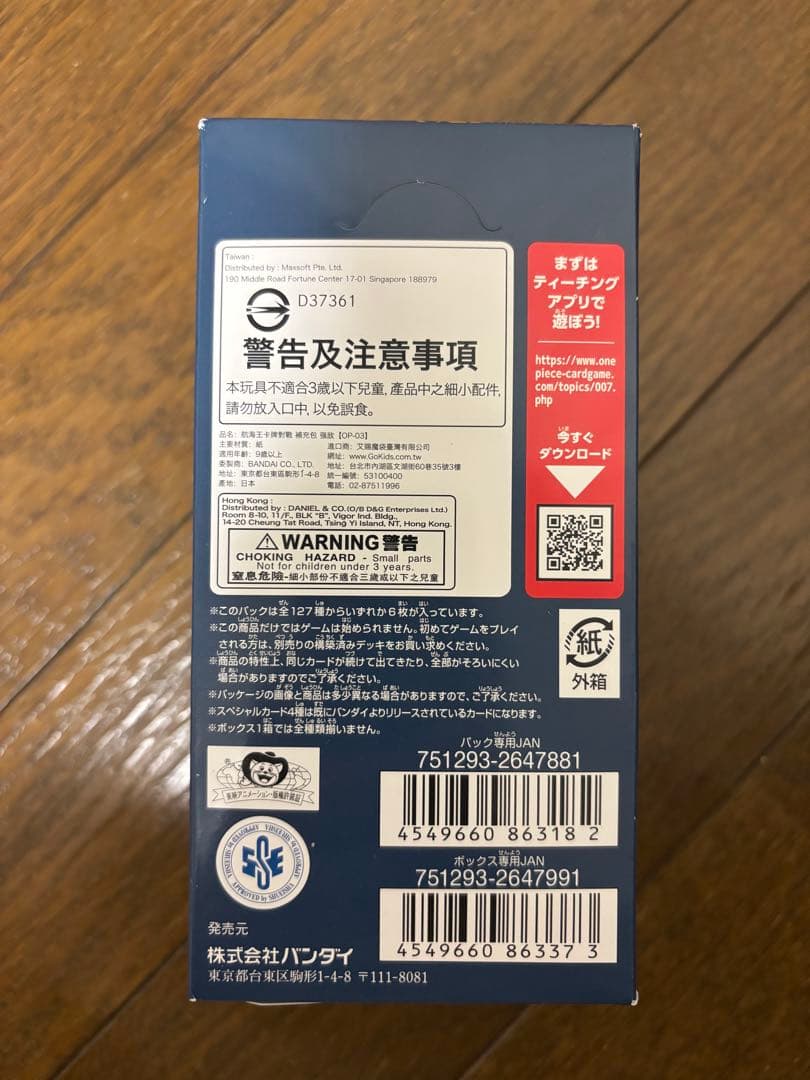 Taiwan :
Distributed by : Maxsoft Pte. Ltd.
190 Middle Road Fortune Center 17-01 Singapore 188979
D37361
警告及注意事項
本玩具不適合3歲以下兒童, 產品中之細小配件,
請勿放入口中, 以免誤食。
品名: 航海王卡牌對戰 補充包 強敵【OP-03】
主要材質: 紙
適用年齡: 9歲以上
委製商: BANDAI CO., LTD.
地址: 東京都台東區駒形1-4-8
產地: 日本
進口商: 艾賜魔袋臺灣有限公司
網址: www.GoKids.com.tw
地址: 台北市內湖區文湖街60巷35號3樓
統一編號: 53100400
電話: 02-87511996
Hong Kong :
Distributed by : DANIEL & CO.(O/B D&G Enterprises Ltd.)
Room 8-10, 11/F., BLK "B", Vigor Ind. Bldg.,
14-20 Cheung Tat Road, Tsing Yi Island, NT, Hong Kong.
WARNING 警告
CHOKING HAZARD - Small parts
Not for children under 3 years.
窒息危險-細小部份不適合三歲或以下之兒童
まずは
ティーチング
アプリで
遊ぼう!
https://www.one
piece-cardgame.
com/topics/007.
php
今すぐ
ダウンロード
※このパックは全127種からいずれか6枚が入っています。
※この商品だけではゲームは始められません。初めてゲームをプレイ
される方は、別売りの構築済みデッキをお買い求めください。
※商品の特性上、同じカードが続けて出てきたり、全部がそろいにくい
場合がありますのでご了承ください。
※パッケージの画像と商品は多少異なる場合がありますので、ご了承ください。
※スペシャルカード4種は既にバンダイよりリリースされているカードになります。
※ボックス1箱では全種類揃いません。
紙
外箱
パック専用JAN
751293-2647881
4549660 86318 2
ボックス専用JAN
751293-2647991
4549660 86337 3
東映アニメーション・版権許諾証
APPROVED by SHUEISHA
発売元
株式会社バンダイ
東京都台東区駒形1-4-8 〒111-8081